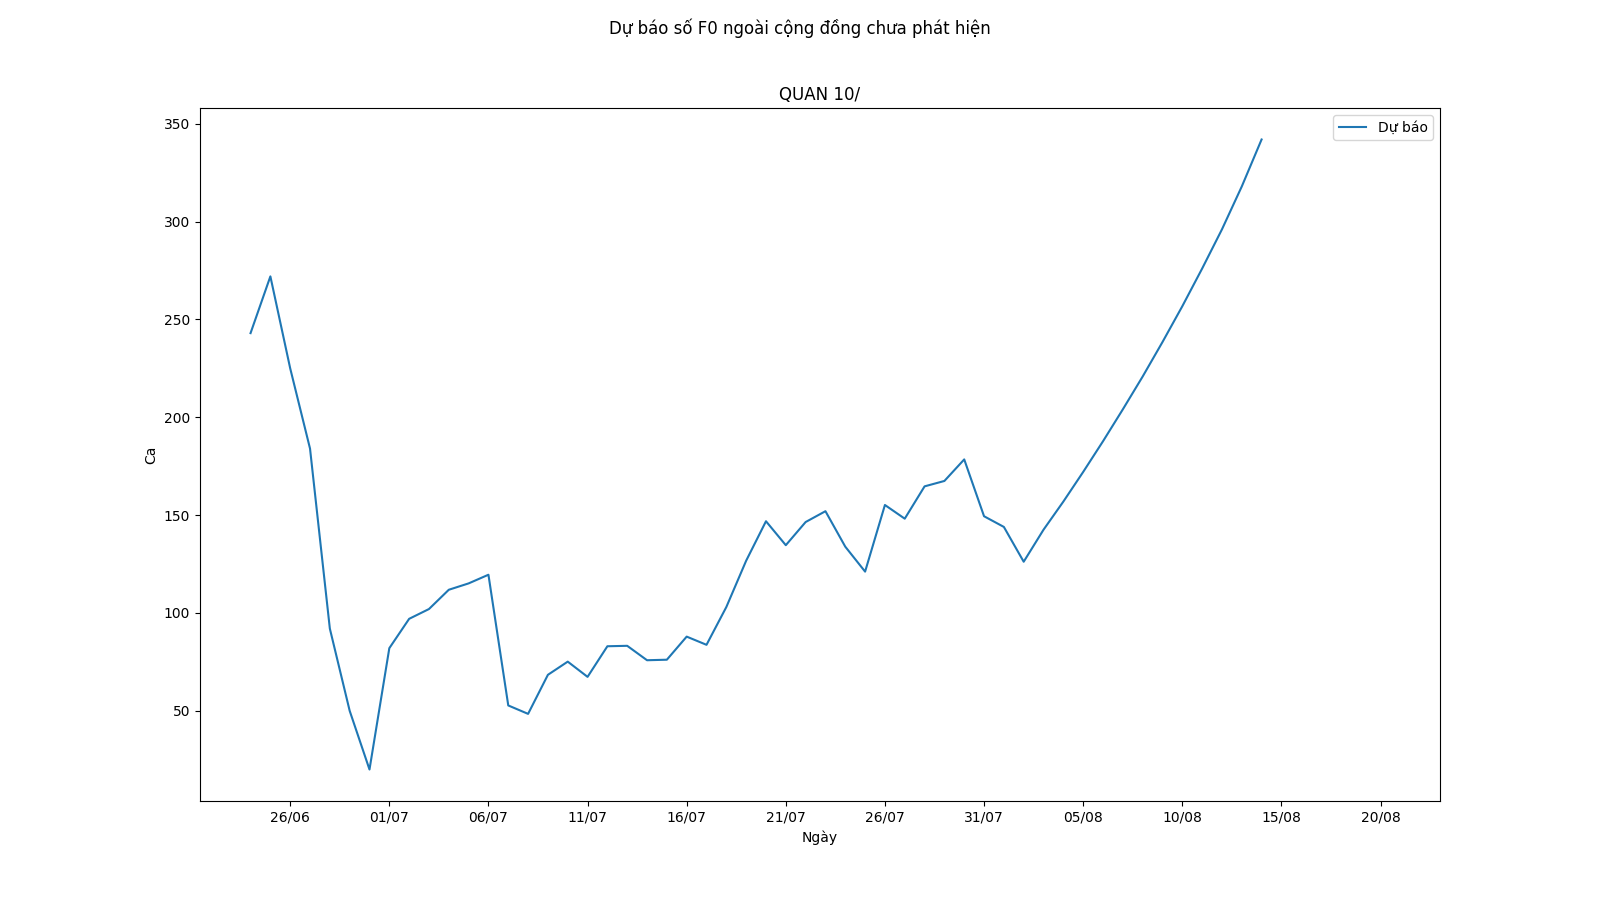 Dự báo số F0 ngoài cộng đồng chưa phát hiện
QUAN 10/
Dự báo
350
300
250
200
150
100
50
Ca
26/06 01/07 06/07 11/07 16/07 21/07 26/07 31/07 05/08 10/08 15/08 20/08
Ngày